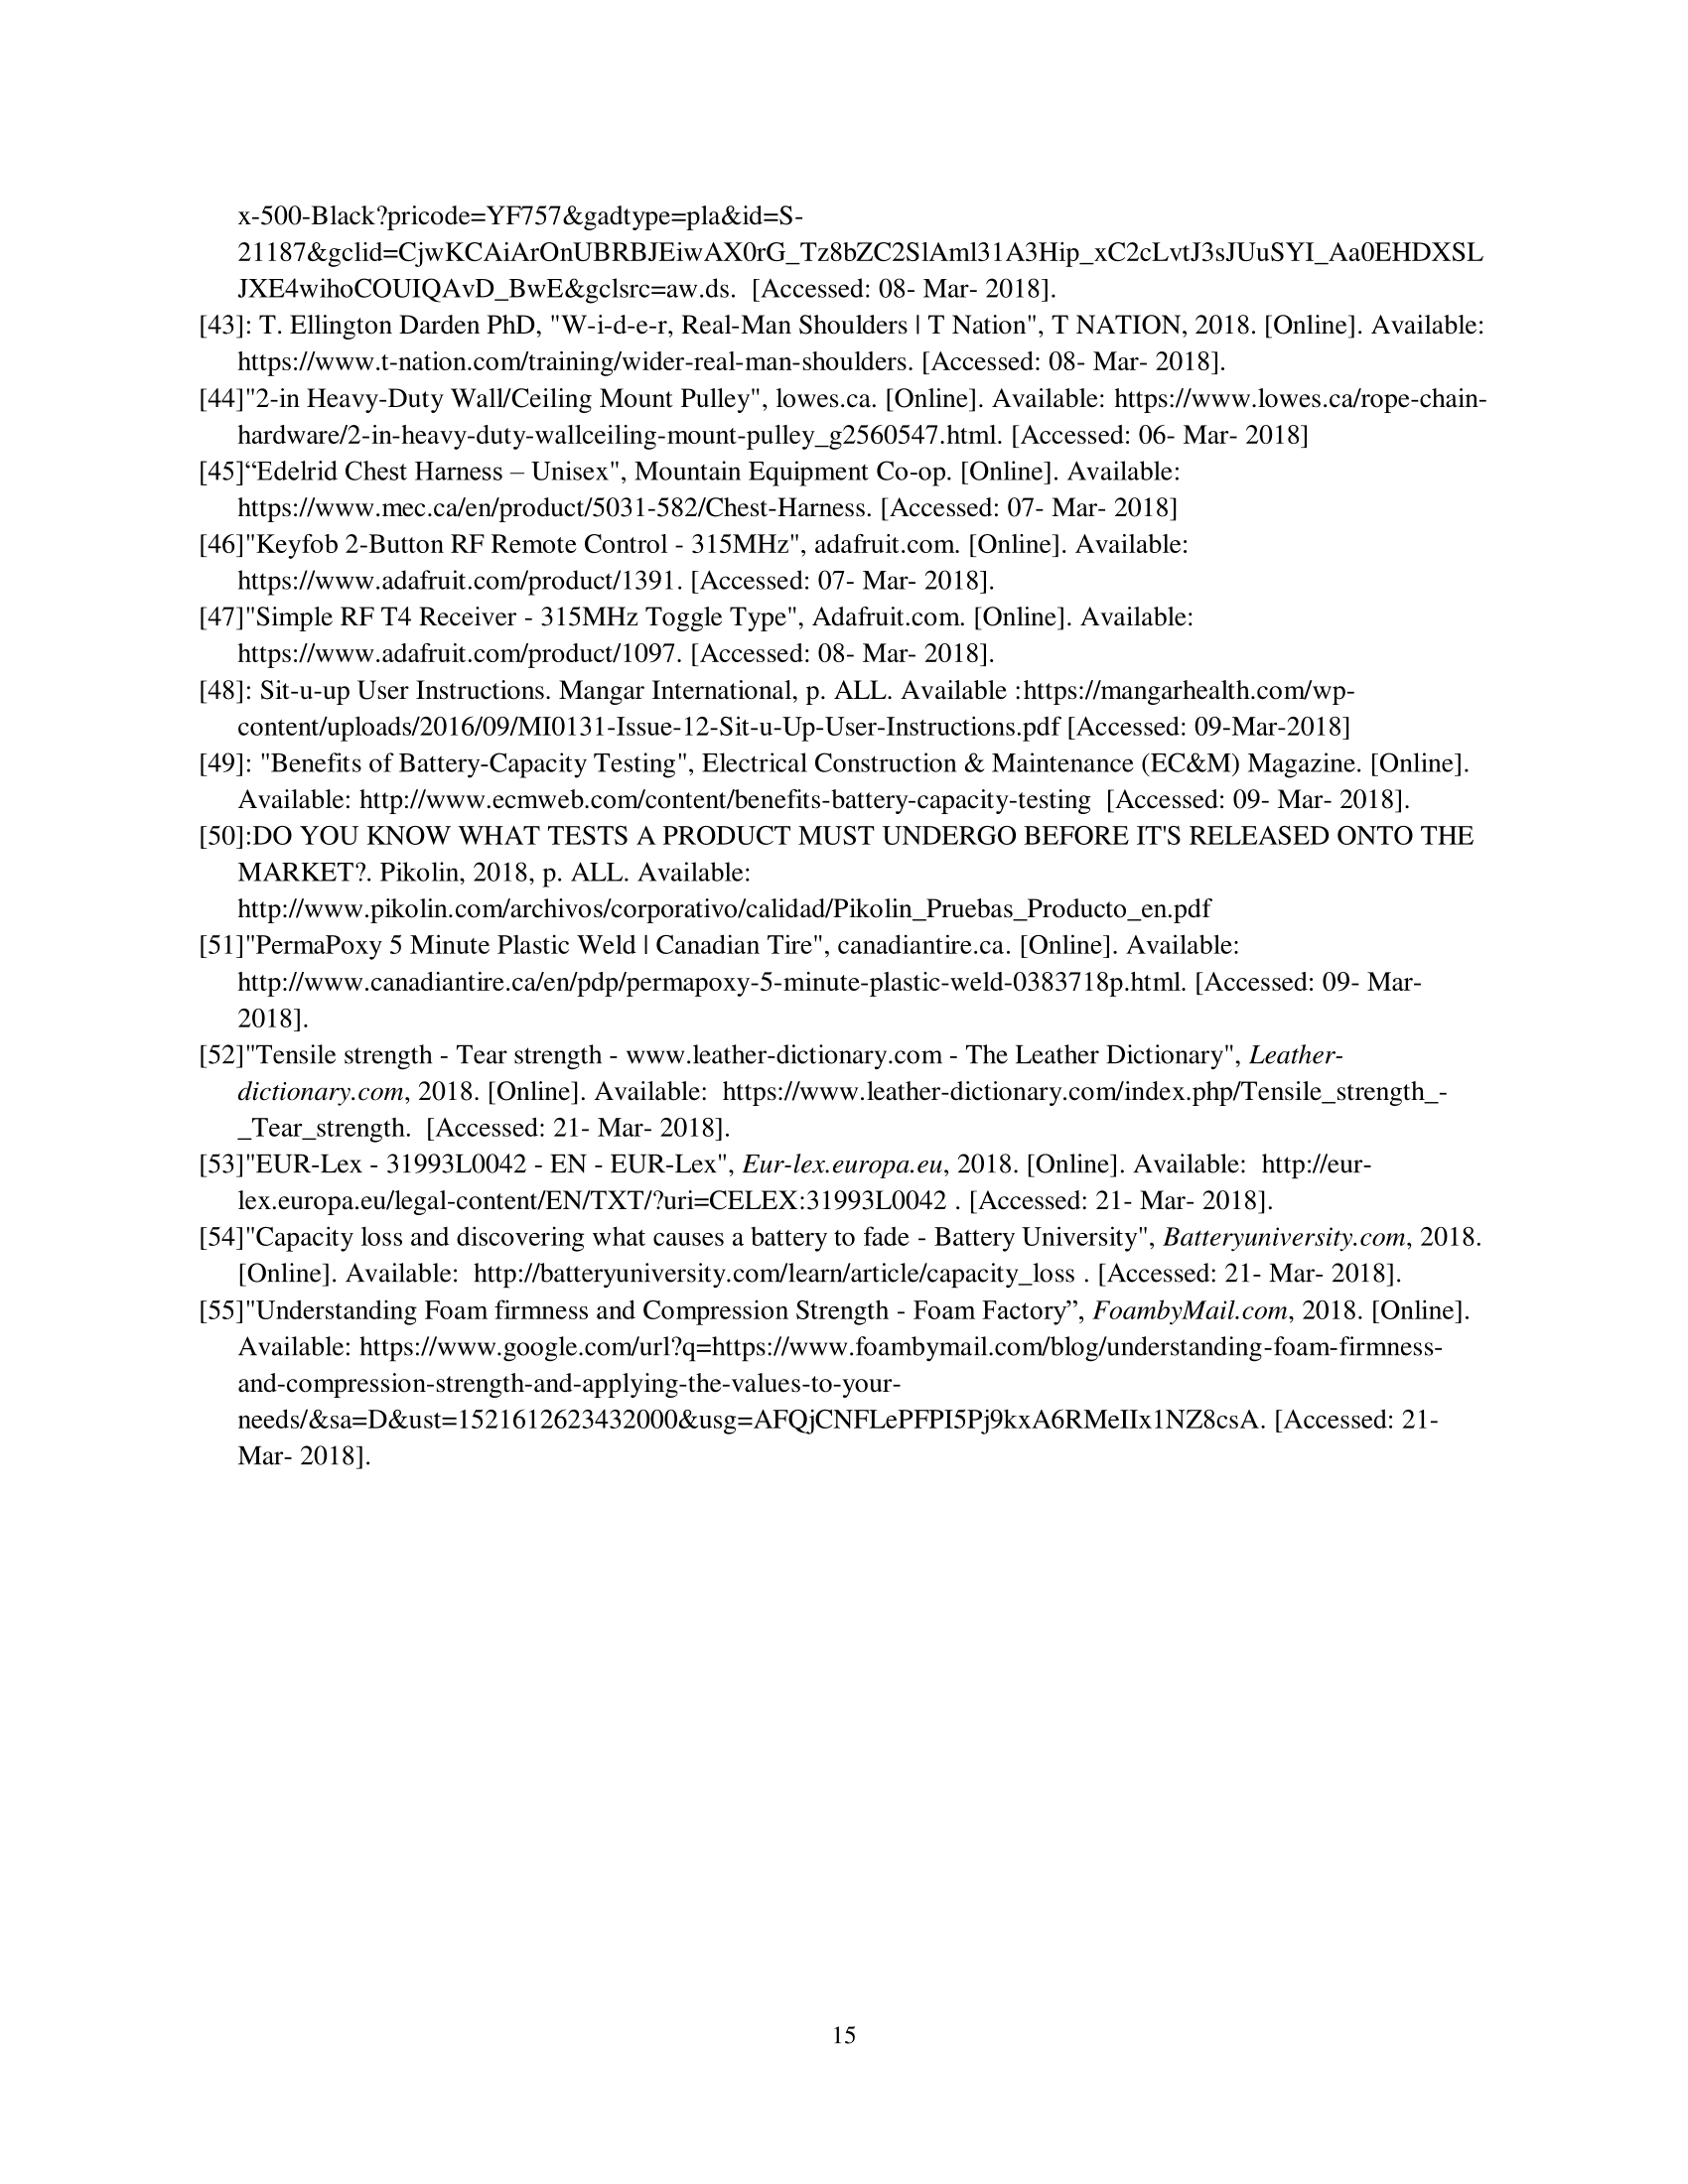 x-500-Black?pricode=YF757&gadtype=pla&id=S-
21187&gclid=CjwKCAiArOnUBRBJEiwAX0rG_Tz8bZC2SlAml31A3Hip_xC2cLvtJ3sJUuSYI_Aa0EHDXSL
JXE4wihoCOUIQAvD_BwE&gclsrc=aw.ds.  [Accessed: 08- Mar- 2018].
[43]: T. Ellington Darden PhD, "W-i-d-e-r, Real-Man Shoulders | T Nation", T NATION, 2018. [Online]. Available:
https://www.t-nation.com/training/wider-real-man-shoulders. [Accessed: 08- Mar- 2018].
[44]"2-in Heavy-Duty Wall/Ceiling Mount Pulley", lowes.ca. [Online]. Available: https://www.lowes.ca/rope-chain-
hardware/2-in-heavy-duty-wallceiling-mount-pulley_g2560547.html. [Accessed: 06- Mar- 2018]
[45]“Edelrid Chest Harness – Unisex", Mountain Equipment Co-op. [Online]. Available:
https://www.mec.ca/en/product/5031-582/Chest-Harness. [Accessed: 07- Mar- 2018]
[46]"Keyfob 2-Button RF Remote Control - 315MHz", adafruit.com. [Online]. Available:
https://www.adafruit.com/product/1391. [Accessed: 07- Mar- 2018].
[47]"Simple RF T4 Receiver - 315MHz Toggle Type", Adafruit.com. [Online]. Available:
https://www.adafruit.com/product/1097. [Accessed: 08- Mar- 2018].
[48]: Sit-u-up User Instructions. Mangar International, p. ALL. Available :https://mangarhealth.com/wp-
content/uploads/2016/09/MI0131-Issue-12-Sit-u-Up-User-Instructions.pdf [Accessed: 09-Mar-2018]
[49]: "Benefits of Battery-Capacity Testing", Electrical Construction & Maintenance (EC&M) Magazine. [Online].
Available: http://www.ecmweb.com/content/benefits-battery-capacity-testing  [Accessed: 09- Mar- 2018].
[50]:DO YOU KNOW WHAT TESTS A PRODUCT MUST UNDERGO BEFORE IT'S RELEASED ONTO THE
MARKET?. Pikolin, 2018, p. ALL. Available:
http://www.pikolin.com/archivos/corporativo/calidad/Pikolin_Pruebas_Producto_en.pdf
[51]"PermaPoxy 5 Minute Plastic Weld | Canadian Tire", canadiantire.ca. [Online]. Available:
http://www.canadiantire.ca/en/pdp/permapoxy-5-minute-plastic-weld-0383718p.html. [Accessed: 09- Mar-
2018].
[52]"Tensile strength - Tear strength - www.leather-dictionary.com - The Leather Dictionary", Leather-
dictionary.com, 2018. [Online]. Available:  https://www.leather-dictionary.com/index.php/Tensile_strength_-
_Tear_strength.  [Accessed: 21- Mar- 2018].
[53]"EUR-Lex - 31993L0042 - EN - EUR-Lex", Eur-lex.europa.eu, 2018. [Online]. Available:  http://eur-
lex.europa.eu/legal-content/EN/TXT/?uri=CELEX:31993L0042 . [Accessed: 21- Mar- 2018].
[54]"Capacity loss and discovering what causes a battery to fade - Battery University", Batteryuniversity.com, 2018.
[Online]. Available:  http://batteryuniversity.com/learn/article/capacity_loss . [Accessed: 21- Mar- 2018].
[55]"Understanding Foam firmness and Compression Strength - Foam Factory”, FoambyMail.com, 2018. [Online].
Available: https://www.google.com/url?q=https://www.foambymail.com/blog/understanding-foam-firmness-
and-compression-strength-and-applying-the-values-to-your-
needs/&sa=D&ust=1521612623432000&usg=AFQjCNFLePFPI5Pj9kxA6RMeIIx1NZ8csA. [Accessed: 21-
Mar- 2018].
15